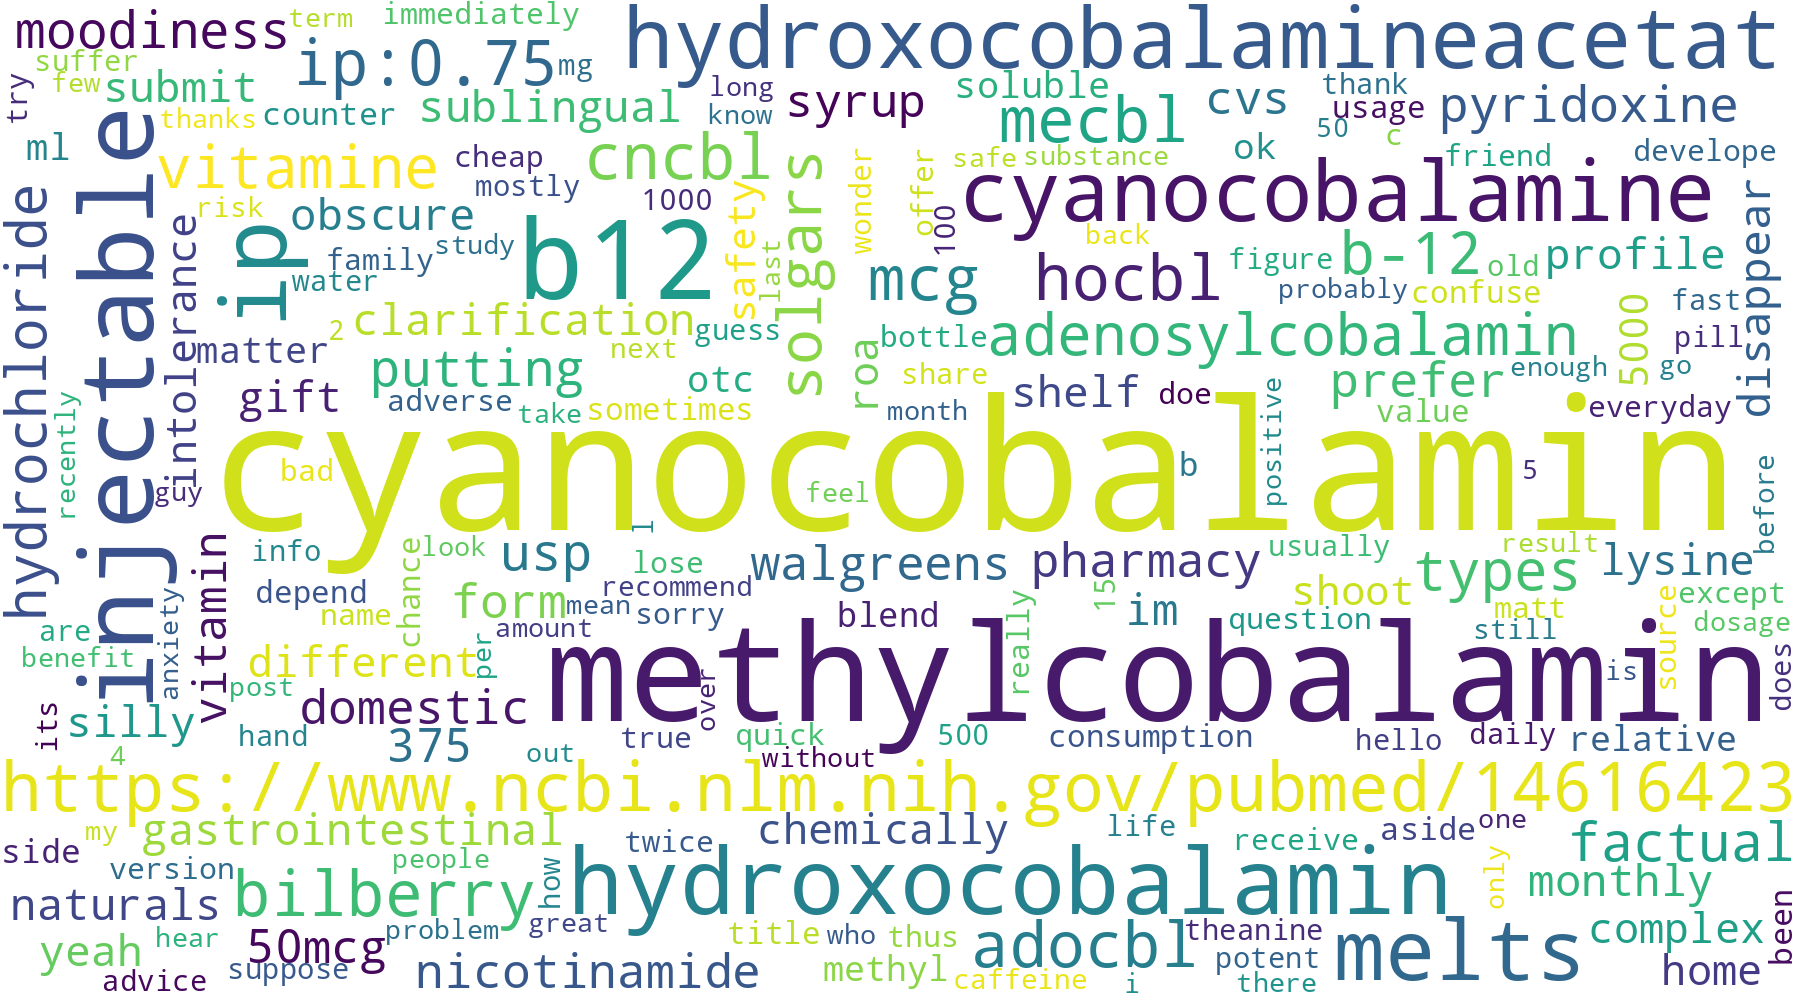 moodiness
term
immediately
hydroxocobalamineacetat
suffer
ip:0.75
mg
try
few
submit
sublingual
long
syrup
soluble
thank
thanks
counter
know
mecbl
cvs
usage
pyridoxine
ml
50
c
injectable
vitamine
cheap
cncbl
ok
mostly
safe
substance
friend
develope
hydrochloride
risk
obscure
1000
safety
solgars
wonder
offer
100
cyanocobalamine
intolerance
ip
family
study
b12
last
back
water
mcg
hocbl
figure
b-12
old
profile
disappear
probably
confuse
fast
2
clarification
guess
bottle
adenosylcobalamin
5000
pill
matter
putting
next
roa
share
prefer
enough
go
gift
adverse
otc
take
sometimes
month
shelf
doe
value
everyday
recently
cyanocobalamin
guy
bad
feel
b
positive
5
before
l
vitamin
info
chance
look
usp
lose
walgreens
pharmacy
usually
result
lysine
types
depend
recommend
form
mean
sorry
blend
15
im
shoot
matt
source
except
name
amount
question
dosage
are
anxiety
still
benefit
different
per
over
methylcobalamin
really
is
does
post
its
silly
domestic
hand
375
out
true
quick
without
500
consumption
hello
daily
relative
4
https://www.ncbi.nlm.nih.gov/pubmed/14616423
my
gastrointestinal
twice
chemically
life
receive
aside
one
factual
side
version
people
how
hydroxocobalamin
only
naturals
bilberry
monthly
great
yeah
hear
50mcg
problem
title
who
thus
adocbl
theanine
melts
complex
been
advice
suppose
nicotinamide
methyl
caffeine
i
potent
there
home